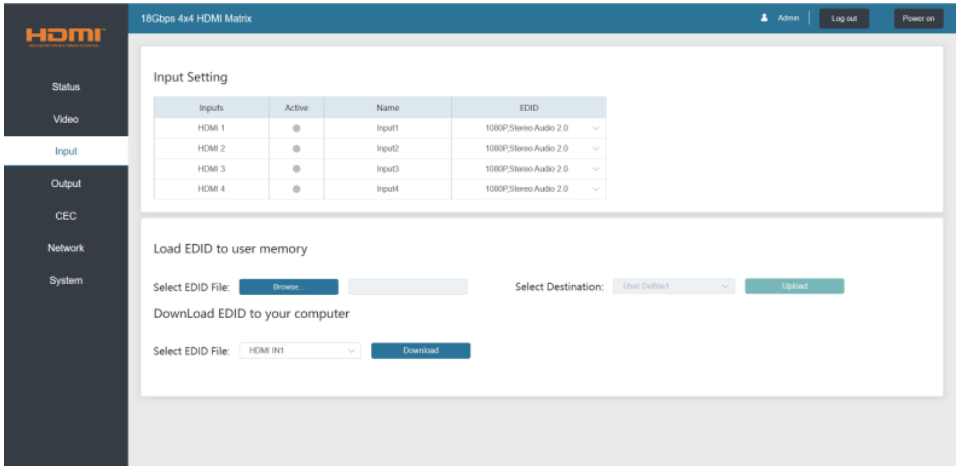 18Gbps 4x4 HDMI Matrix
Admin
Log out
Power on
HDMI
Status
Video
Input
Output
CEC
Network
System
Input Setting
Inputs Active Name EDID
HDMI 1 Input1 1080P,Stereo Audio 2.0
HDMI 2 Input2 1080P,Stereo Audio 2.0
HDMI 3 Input3 1080P,Stereo Audio 2.0
HDMI 4 Input4 1080P,Stereo Audio 2.0
Load EDID to user memory
Select EDID File: Browse... Select Destination: User Define1 Upload
DownLoad EDID to your computer
Select EDID File: HDMI IN1 Download